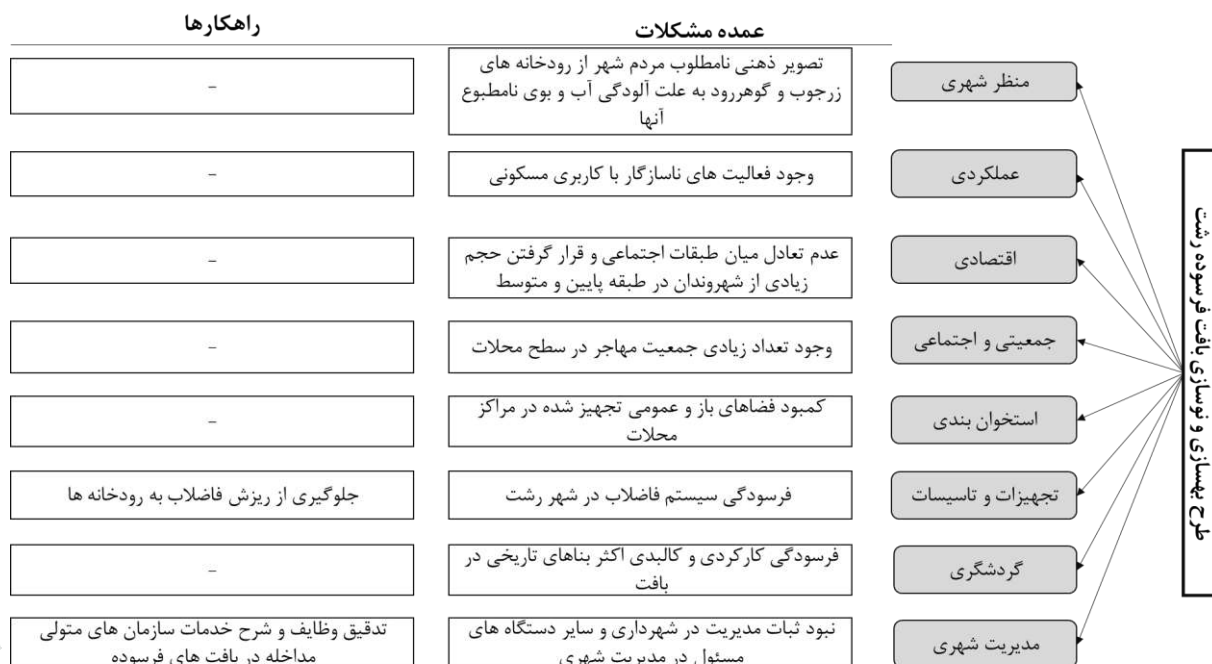 عمده مشکلات
راهکارها
طرح بهسازی و نوسازی بافت فرسوده رشت
منظر شهری
تصویر ذهنی نامطلوب مردم شهر از رودخانه های
زرجوب و گوهررود به علت آلودگی آب و بوی نامطبوع
آنها
-
عملکردی
وجود فعالیت های ناسازگار با کاربری مسکونی
-
اقتصادی
عدم تعادل میان طبقات اجتماعی و قرار گرفتن حجم
زیادی از شهروندان در طبقه پایین و متوسط
-
جمعیتی و اجتماعی
وجود تعداد زیادی جمعیت مهاجر در سطح محلات
-
استخوان بندی
کمبود فضاهای باز و عمومی تجهیز شده در مراکز
محلات
-
تجهیزات و تاسیسات
فرسودگی سیستم فاضلاب در شهر رشت
جلوگیری از ریزش فاضلاب به رودخانه ها
گردشگری
فرسودگی کارکردی و کالبدی اکثر بناهای تاریخی در
بافت
-
مدیریت شهری
نبود ثبات مدیریت در شهرداری و سایر دستگاه های
مسئول در مدیریت شهری
تدقیق وظایف و شرح خدمات سازمان های متولی
مداخله در بافت های فرسوده